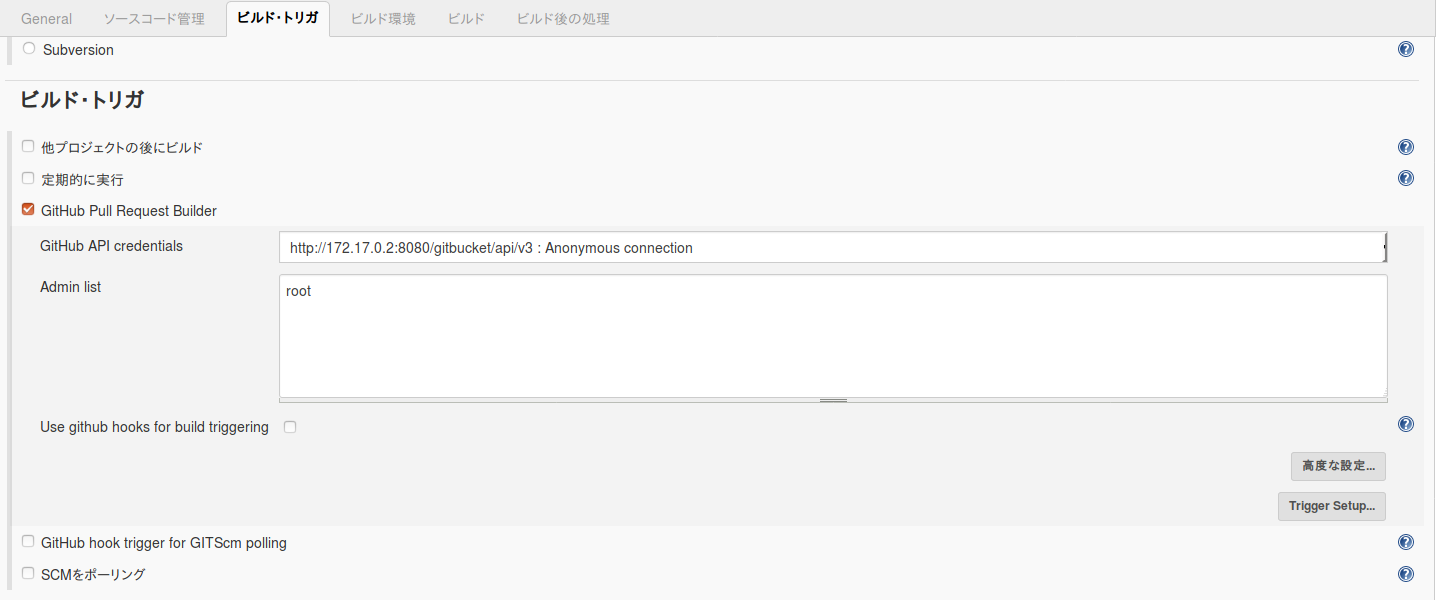 General ソースコード管理 ビルド・トリガ ビルド環境 ビルド ビルド後の処理
Subversion
ビルド・トリガ
他プロジェクトの後にビルド
定期的に実行
GitHub Pull Request Builder
GitHub API credentials http://172.17.0.2:8080/gitbucket/api/v3 : Anonymous connection
Admin list root
Use github hooks for build triggering
高度な設定...
Trigger Setup...
GitHub hook trigger for GITScm polling
SCMをポーリング